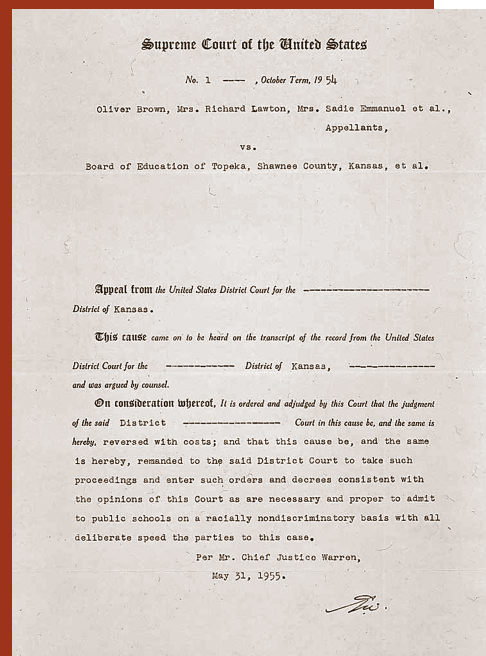 Supreme Court of the United States
No. 1 ---- , October Term, 1954
Oliver Brown, Mrs. Richard Lawton, Mrs. Sadie Emmanuel et al.,
Appellants,
vs.
Board of Education of Topeka, Shawnee County, Kansas, et al.
Appeal from the United States District Court for the -----------------------
District of Kansas.
This cause came on to be heard on the transcript of the record from the United States
District Court for the ------------ District of Kansas, ---------------
and was argued by counsel.
On consideration whereof, It is ordered and adjudged by this Court that the judgment
of the said District ----------------- Court in this cause be, and the same is
hereby, reversed with costs; and that this cause be, and the same
is hereby, remanded to the said District Court to take such
proceedings and enter such orders and decrees consistent with
the opinions of this Court as are necessary and proper to admit
to public schools on a racially nondiscriminatory basis with all
deliberate speed the parties to this case.
Per Mr. Chief Justice Warren,
May 31, 1955.